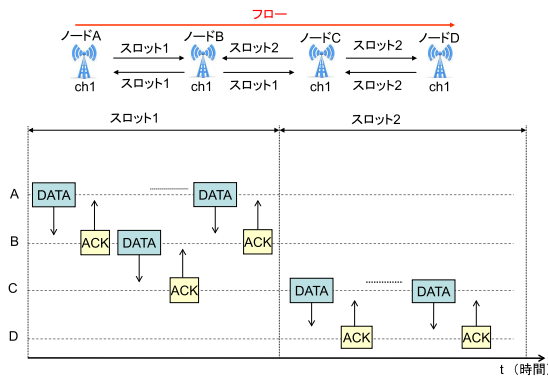 フロー
ノードA ノードB ノードC ノードD
スロット1 スロット2 スロット2
スロット1 スロット1 スロット2
ch1 ch1 ch1 ch1
スロット1 スロット2
A DATA DATA
B ACK DATA ACK
C ACK DATA DATA
D ACK ACK
t (時間)